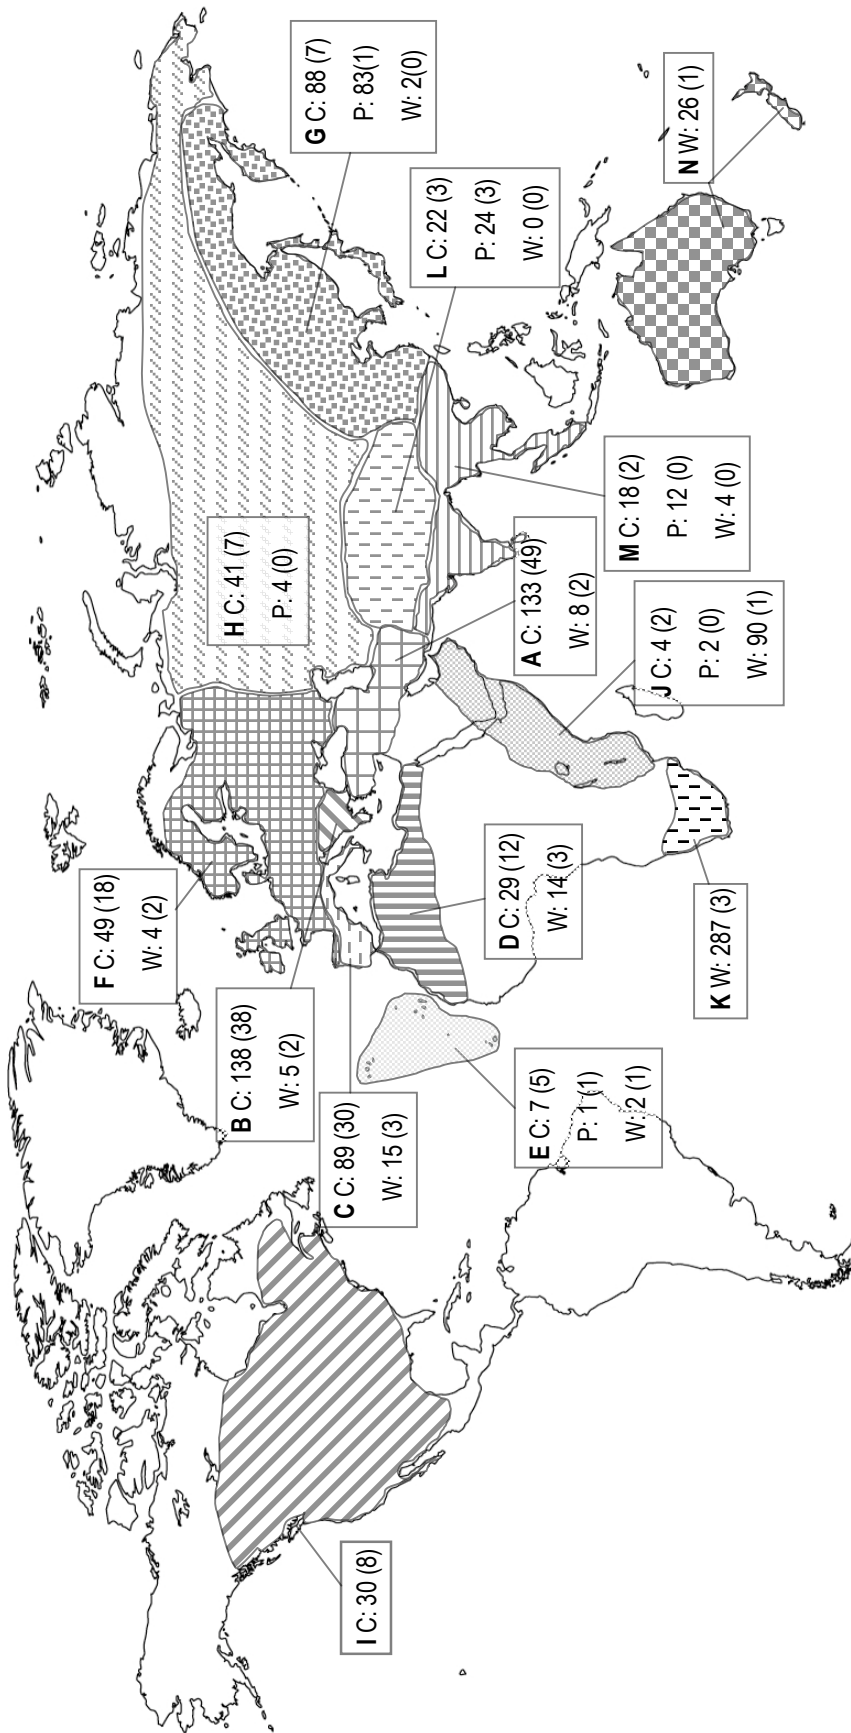 F C: 49 (18)
W: 4 (2)
B C: 138 (38)
W: 5 (2)
C C: 89 (30)
W: 15 (3)
I C: 30 (8)
E C: 7 (5)
P: 1 (1)
W: 2 (1)
D C: 29 (12)
W: 14 (3)
K W: 287 (3)
H C: 41 (7)
P: 4 (0)
A C: 133 (49)
W: 8 (2)
J C: 4 (2)
P: 2 (0)
W: 90 (1)
M C: 18 (2)
P: 12 (0)
W: 4 (0)
L C: 22 (3)
P: 24 (3)
W: 0 (0)
G C: 88 (7)
P: 83(1)
W: 2(0)
N W: 26 (1)